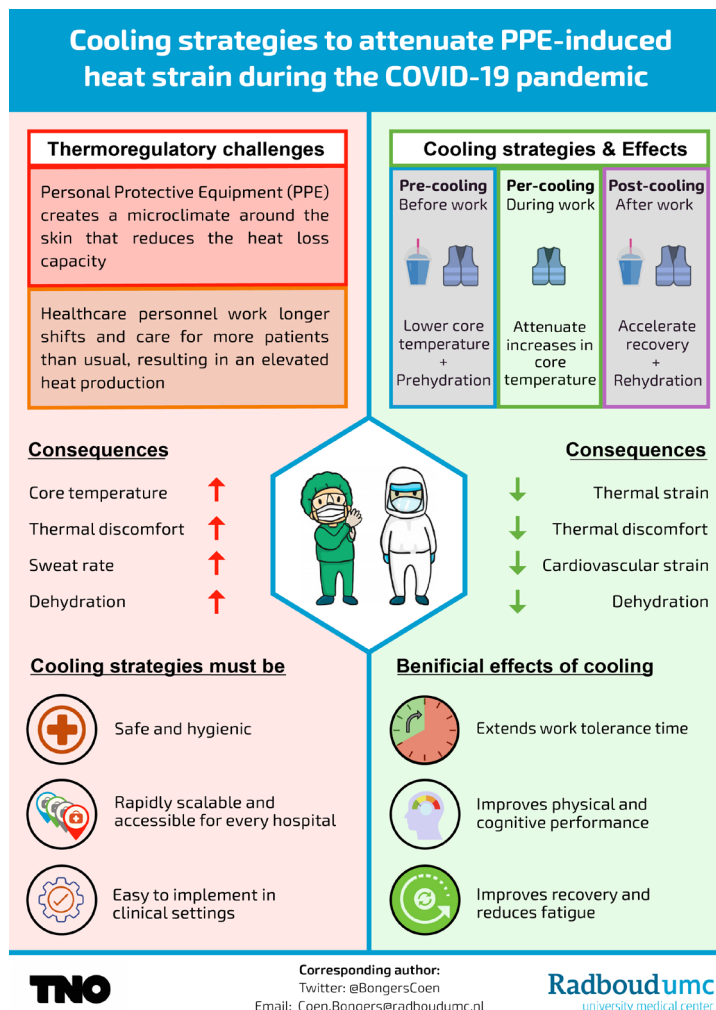 Cooling strategies to attenuate PPE-induced
heat strain during the COVID-19 pandemic
Thermoregulatory challenges
Personal Protective Equipment (PPE)
creates a microclimate around the
skin that reduces the heat loss
capacity
Healthcare personnel work longer
shifts and care for more patients
than usual, resulting in an elevated
heat production
Consequences
Core temperature
Thermal discomfort
Sweat rate
Dehydration
Cooling strategies must be
Safe and hygienic
Rapidly scalable and
accessible for every hospital
Easy to implement in
clinical settings
Cooling strategies & Effects
Pre-cooling
Before work
Lower core
temperature
+
Prehydration
Per-cooling
During work
Attenuate
increases in
core
temperature
Post-cooling
After work
Accelerate
recovery
+
Rehydration
Consequences
Thermal strain
Thermal discomfort
Cardiovascular strain
Dehydration
Benificial effects of cooling
Extends work tolerance time
Improves physical and
cognitive performance
Improves recovery and
reduces fatigue
TNO
Corresponding author:
Twitter: @BongersCoen
Email: Coen.Bongers@radboudumc.nl
Radboudumc
university medical center